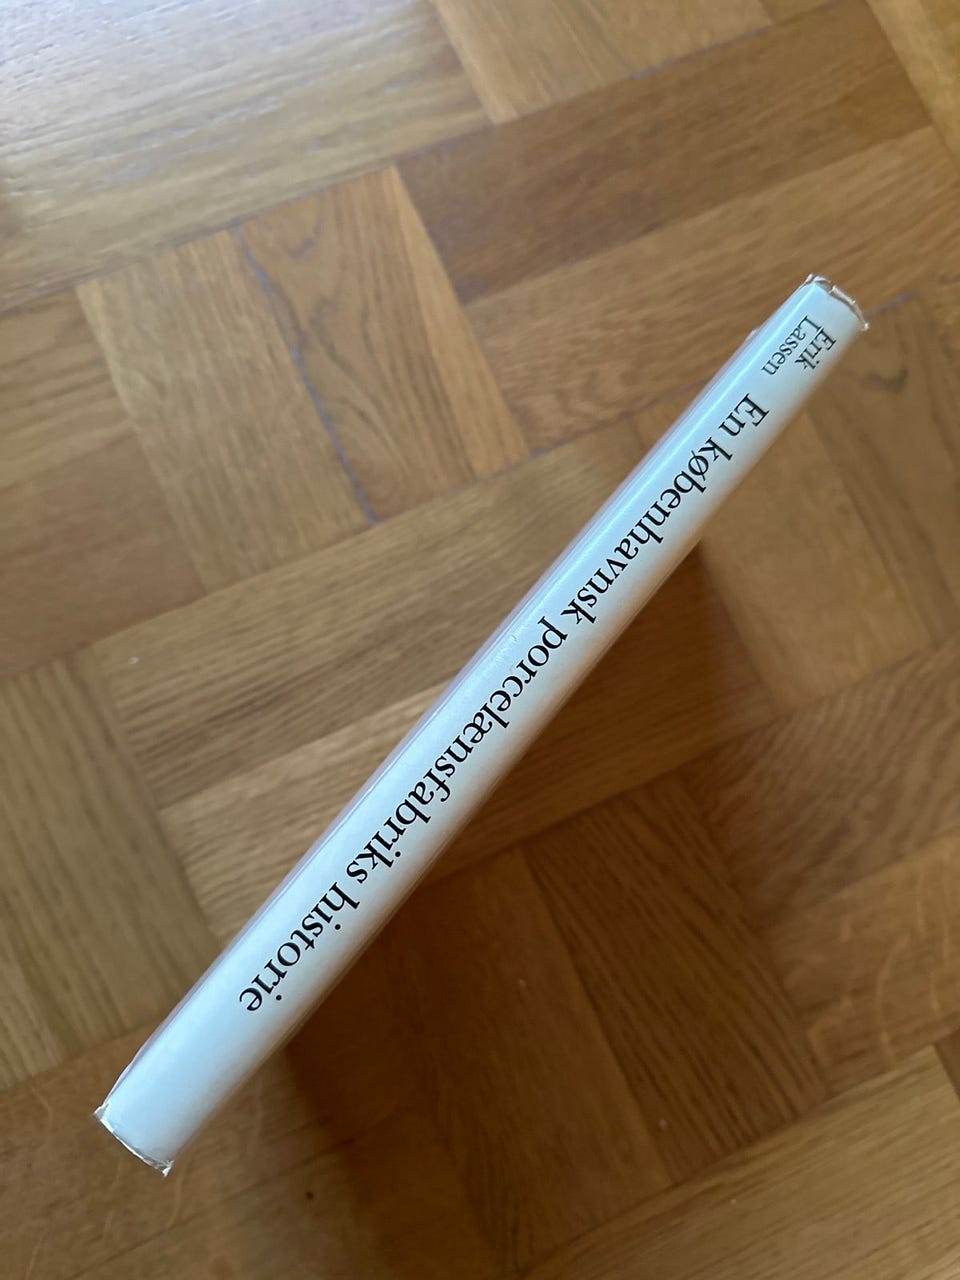 Erik
Lassen
En københavnsk porcelænsfabriks historie